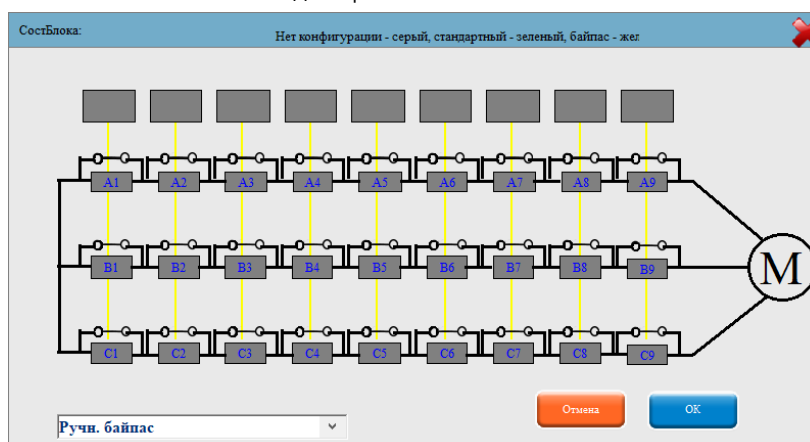 СостБлока:
Нет конфигурации - серый, стандартный - зеленый, байпас - жел
A1 A2 A3 A4 A5 A6 A7 A8 A9
B1 B2 B3 B4 B5 B6 B7 B8 B9
M
C1 C2 C3 C4 C5 C6 C7 C8 C9
Отмена
OK
Ручн. байпас